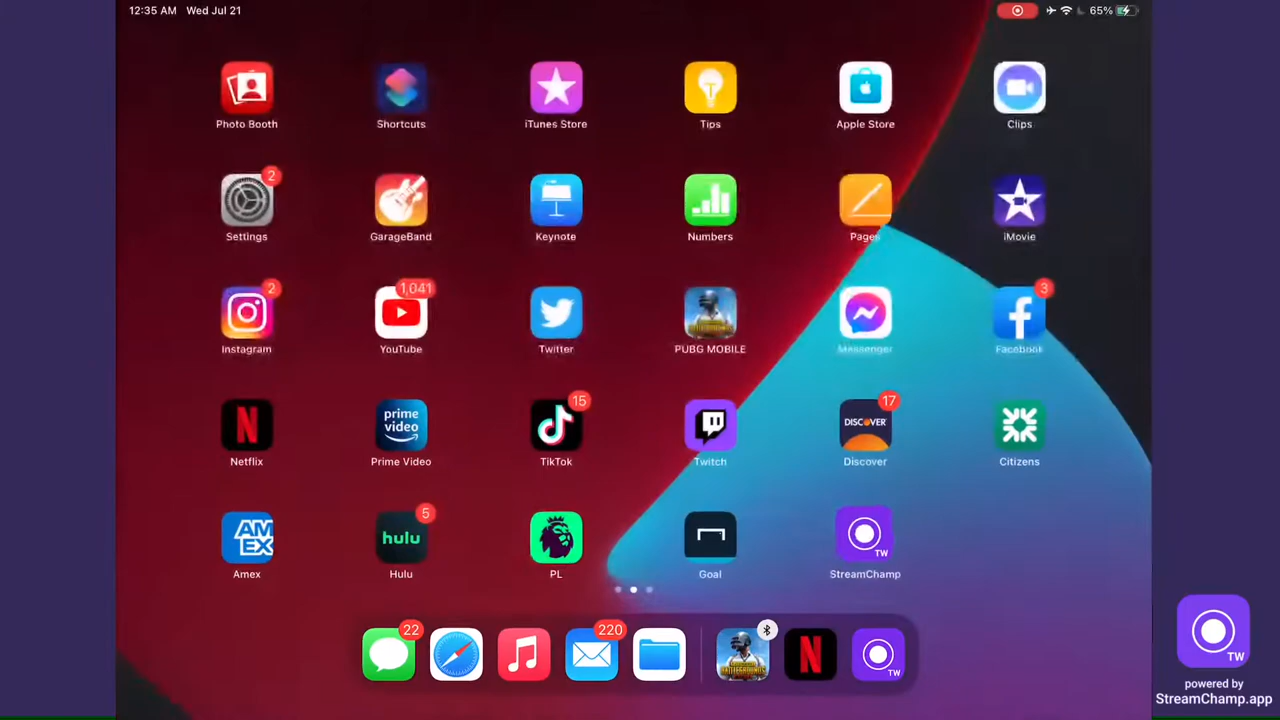 12:35 AM Wed Jul 21
65%
Photo Booth
Shortcuts
iTunes Store
Tips
Apple Store
Clips
2
Settings
GarageBand
Keynote
Numbers
Pages
iMovie
2
Instagram
1,041
YouTube
Twitter
PUBG MOBILE
Messenger
3
Facebook
N
Netflix
prime
video
Prime Video
15
TikTok
Twitch
17
DISCOVER
Discover
Citizens
AM
EX
Amex
5
hulu
Hulu
PL
Goal
TW
StreamChamp
22
220
N
TW
TW
powered by
StreamChamp.app